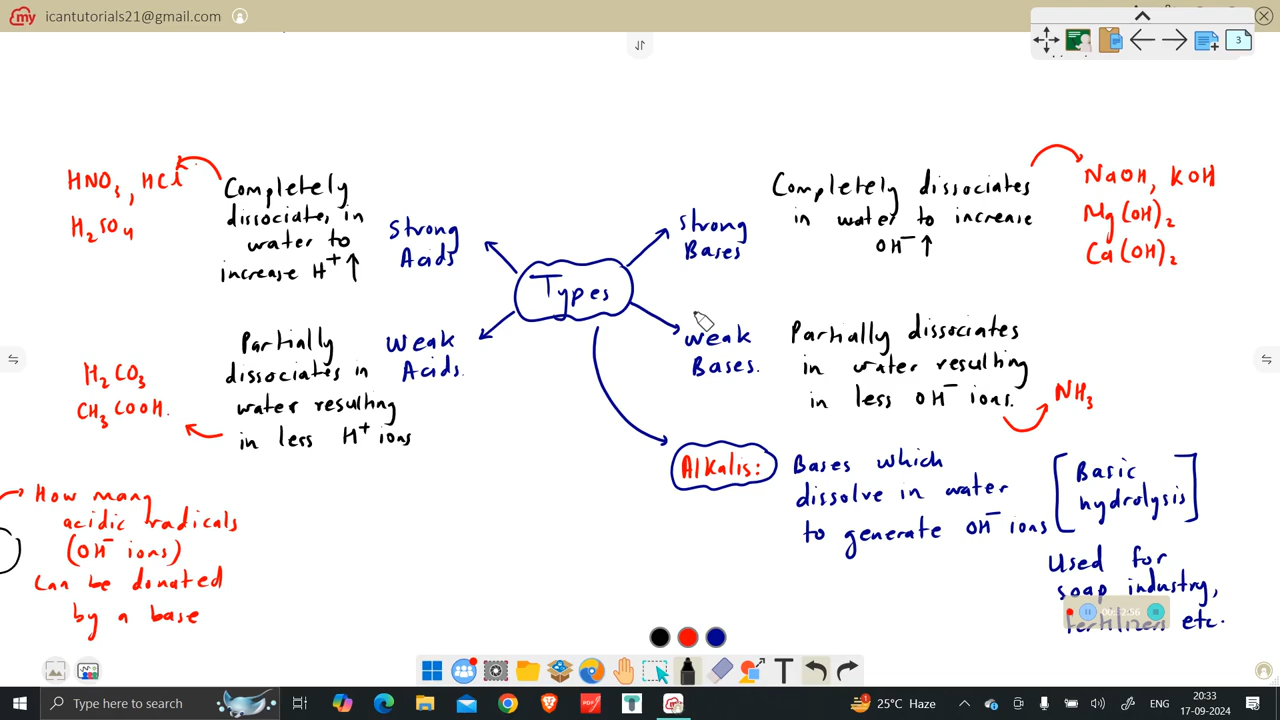 my icantutorials21@gmail.com
3
HNO3, HCl
H2SO4
Completely
dissociates in
water to
increase H+↑
Strong
Acids
Types
Strong
Bases
Completely dissociates
in water to increase
OH-↑
NaOH, KOH
Mg(OH)2
Ca(OH)2
H2CO3
CH3COOH.
Partially
dissociates in
water resulting
in less H+ ions
Weak
Acids.
Weak
Bases.
Partially dissociates
in water resulting
in less OH- ions.
NH3
Alkalis:
Bases which
dissolve in water
to generate OH- ions
[Basic
hydrolysis]
Used for
soap industry,
fertilizer etc.
How many
acidic radicals
(OH- ions)
can be donated
by a base
Type here to search
25°C Haze
ENG
20:33
17-09-2024